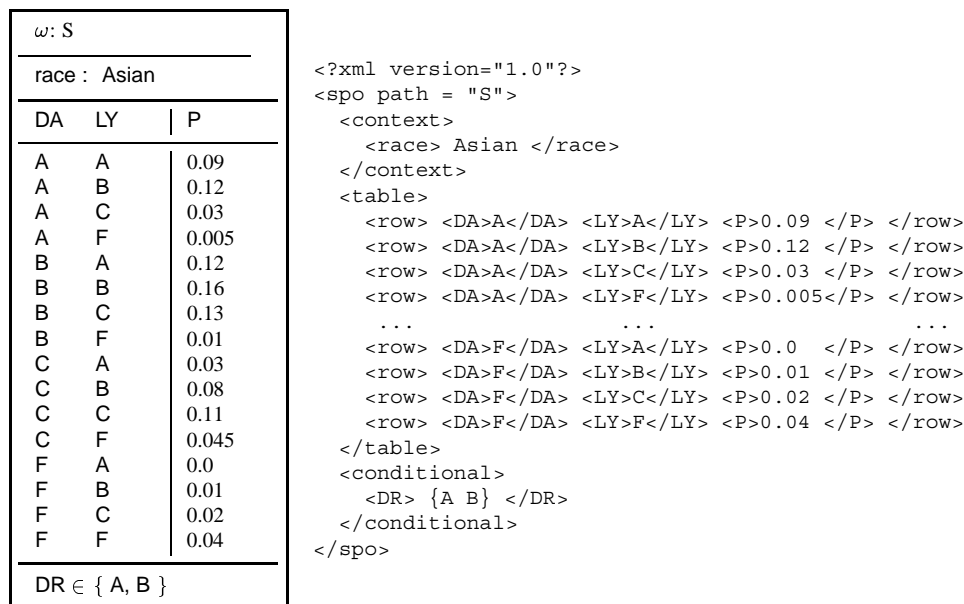 ω: S
race : Asian
DA LY P
A A 0.09
A B 0.12
A C 0.03
A F 0.005
B A 0.12
B B 0.16
B C 0.13
B F 0.01
C A 0.03
C B 0.08
C C 0.11
C F 0.045
F A 0.0
F B 0.01
F C 0.02
F F 0.04
DR ∈ { A, B }
<?xml version="1.0"?>
<spo path = "S">
  <context>
    <race> Asian </race>
  </context>
  <table>
    <row> <DA>A</DA> <LY>A</LY> <P>0.09 </P> </row>
    <row> <DA>A</DA> <LY>B</LY> <P>0.12 </P> </row>
    <row> <DA>A</DA> <LY>C</LY> <P>0.03 </P> </row>
    <row> <DA>A</DA> <LY>F</LY> <P>0.005</P> </row>
     ...                ...                ...
    <row> <DA>F</DA> <LY>A</LY> <P>0.0  </P> </row>
    <row> <DA>F</DA> <LY>B</LY> <P>0.01 </P> </row>
    <row> <DA>F</DA> <LY>C</LY> <P>0.02 </P> </row>
    <row> <DA>F</DA> <LY>F</LY> <P>0.04 </P> </row>
  </table>
  <conditional>
    <DR> {A B} </DR>
  </conditional>
</spo>